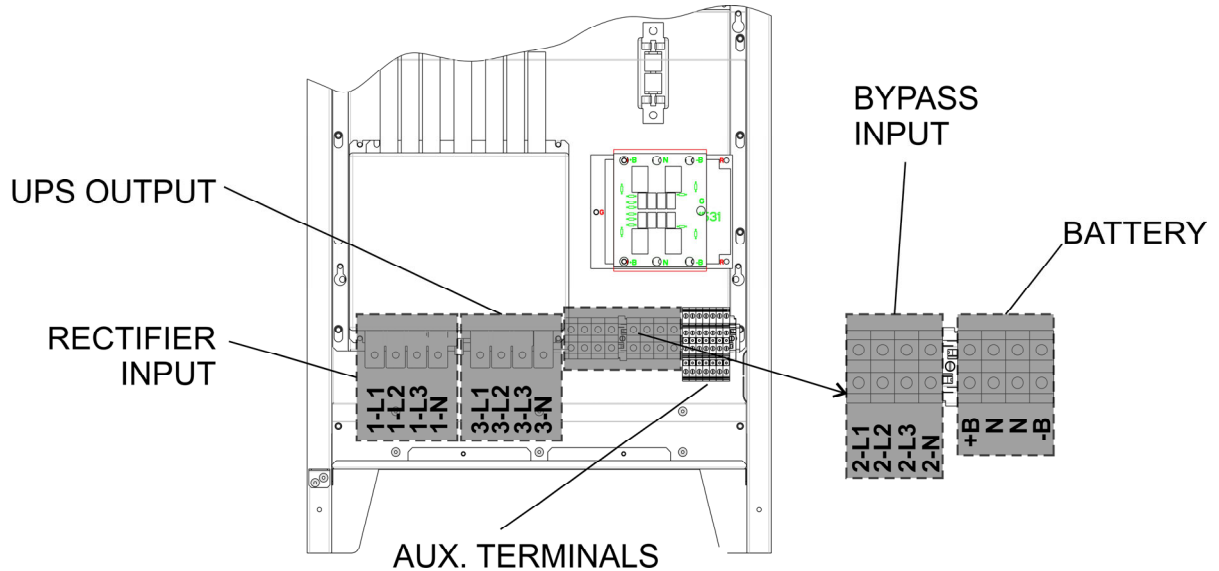 BYPASS
INPUT
UPS OUTPUT
BATTERY
RECTIFIER
INPUT
1-L1
1-L2
1-L3
1-N
3-L1
3-L2
3-L3
3-N
2-L1
2-L2
2-L3
2-N
+B
N
N
-B
AUX. TERMINALS
N
G
N